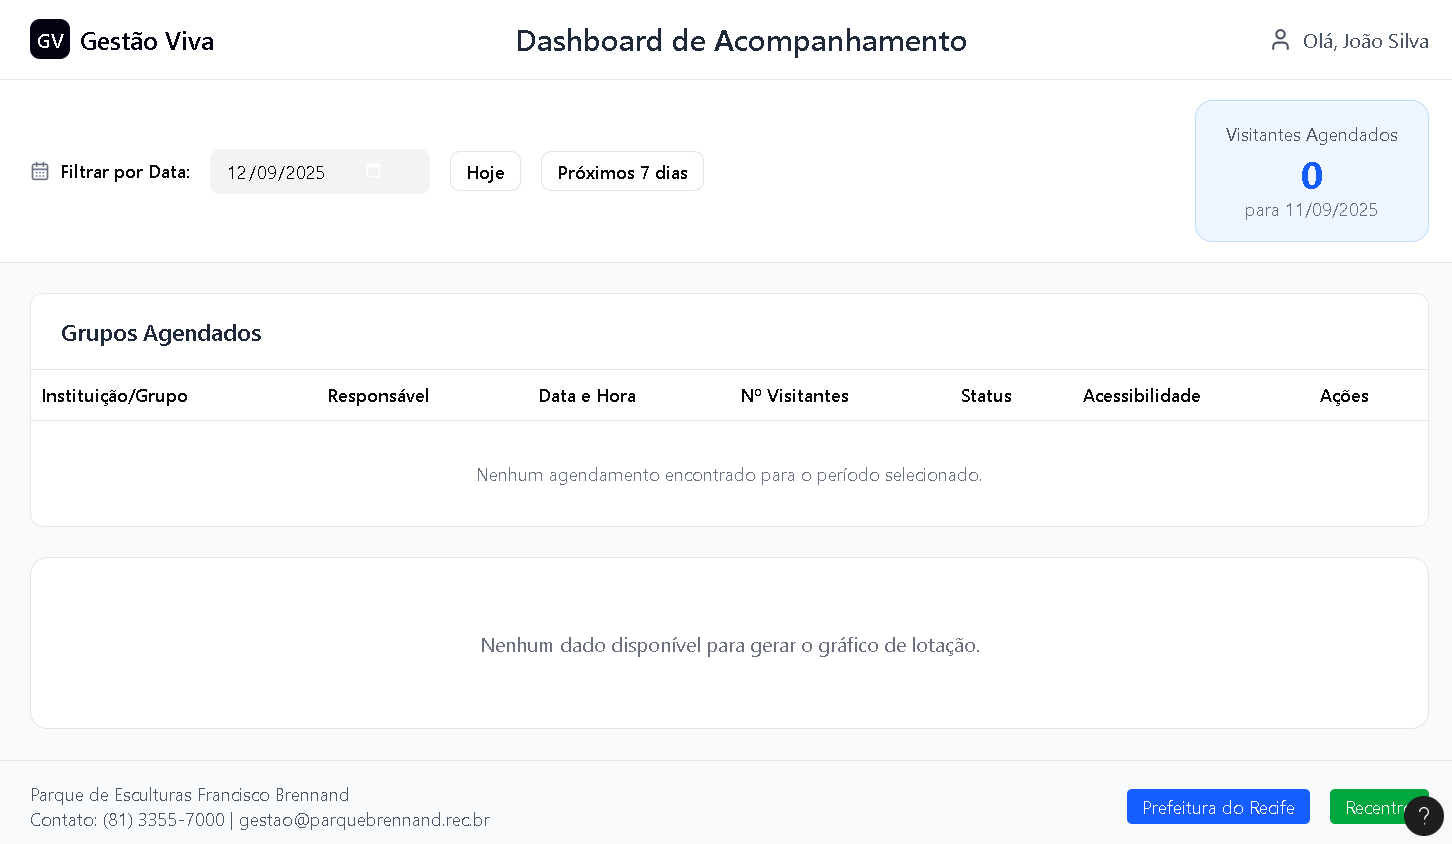 GV Gestão Viva
Dashboard de Acompanhamento
Olá, João Silva
Filtrar por Data: 12/09/2025 Hoje Próximos 7 dias
Visitantes Agendados
0
para 11/09/2025
Grupos Agendados
Instituição/Grupo Responsável Data e Hora Nº Visitantes Status Acessibilidade Ações
Nenhum agendamento encontrado para o período selecionado.
Nenhum dado disponível para gerar o gráfico de lotação.
Parque de Esculturas Francisco Brennand
Contato: (81) 3355-7000 | gestao@parquebrennand.rec.br
Prefeitura do Recife
?